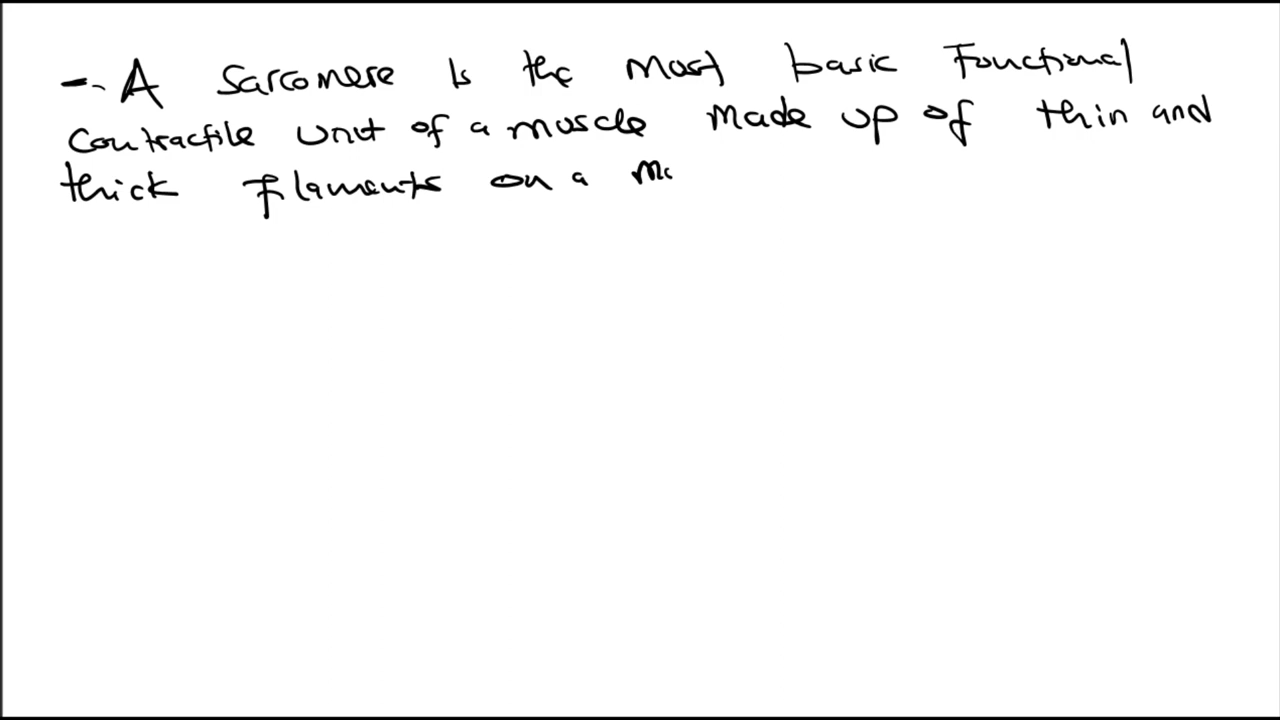 -. A Sarcomere Is the Most basic Functional
Contractile Unit of a muscle Made up of thin and
thick filaments on a